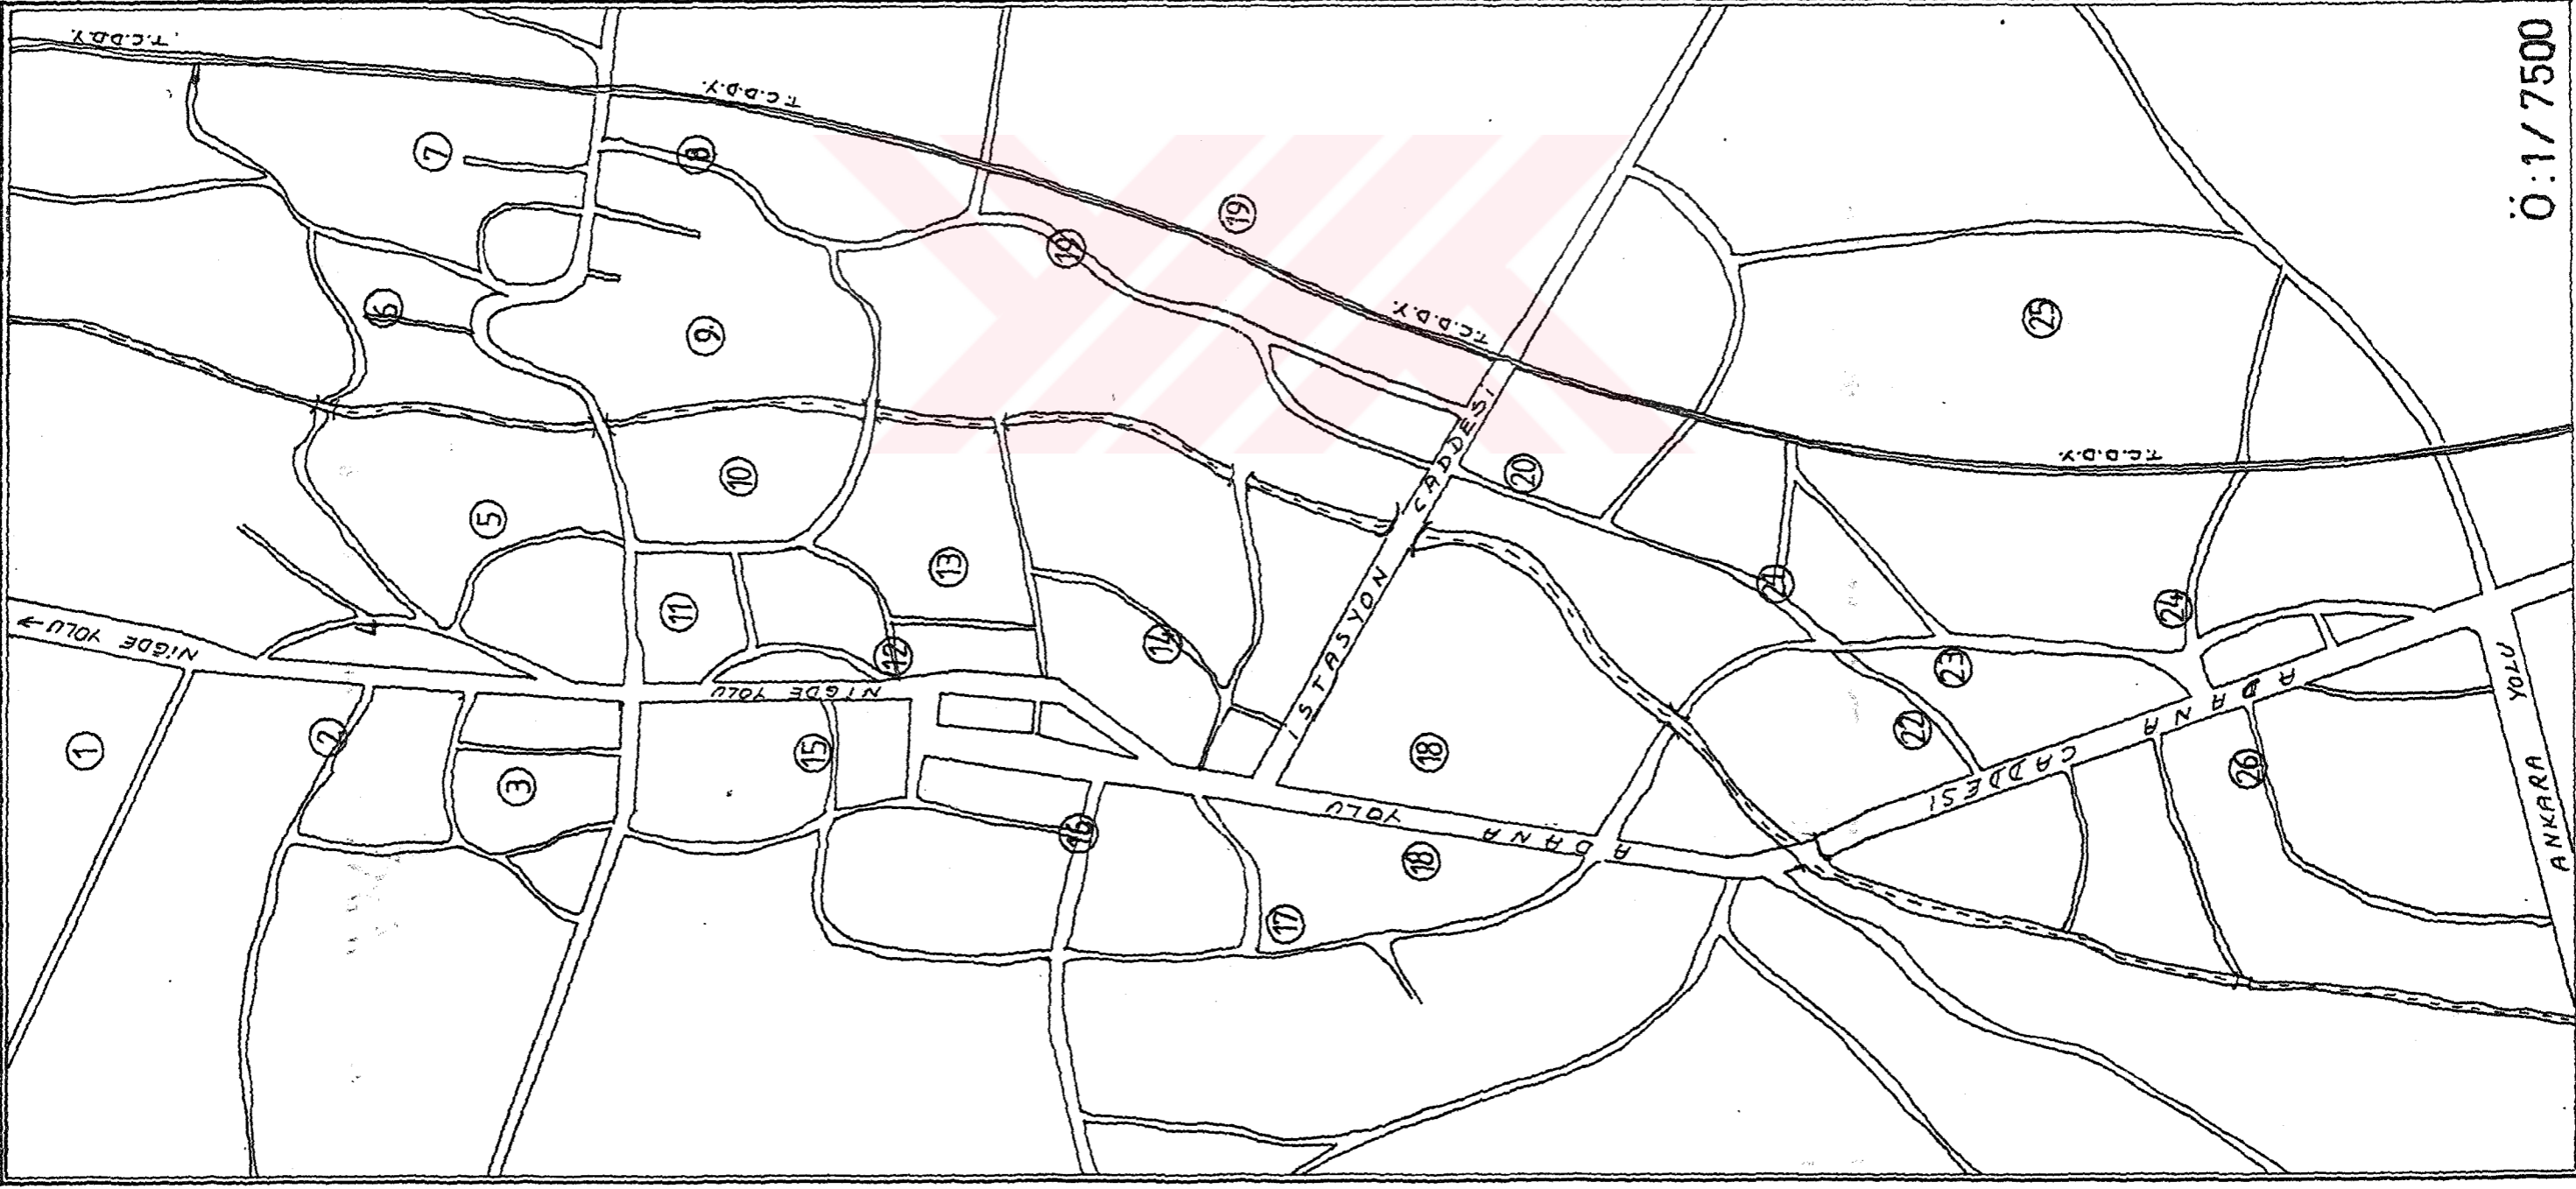 T.C.D.D.Y.
Ö:1/7500
T.C.D.D.Y.
7
8
19
19
6
9
T.C.D.D.Y.
25
İSTASYON CADDESİ
T.C.D.D.Y.
10
20
5
13
11
21
24
4
NİĞDE YOLU
14
12
23
NİĞDE YOLU
1
2
3
15
18
22
ADANA CADDESİ
26
ANKARA YOLU
ADANA YOLU
16
18
17